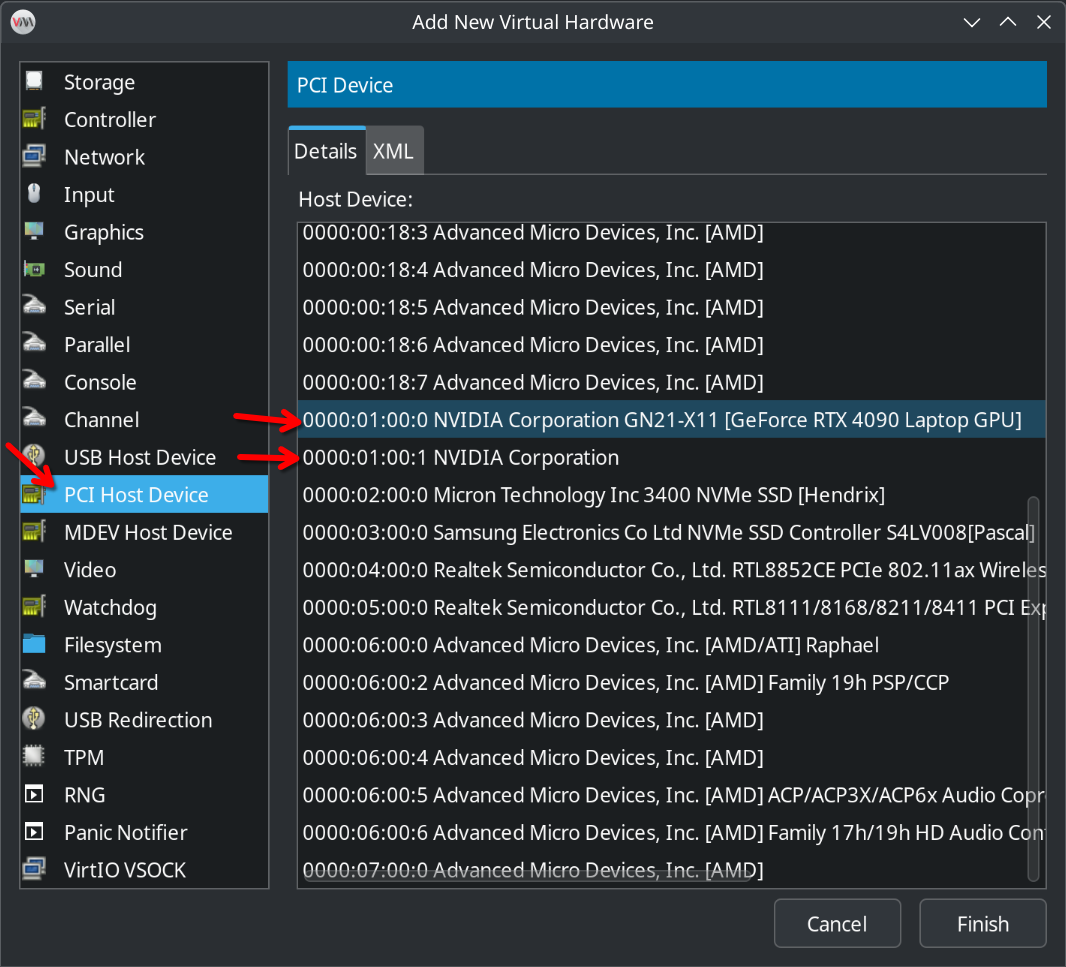 Add New Virtual Hardware
Storage
Controller
Network
Input
Graphics
Sound
Serial
Parallel
Console
Channel
USB Host Device
PCI Host Device
MDEV Host Device
Video
Watchdog
Filesystem
Smartcard
USB Redirection
TPM
RNG
Panic Notifier
VirtIO VSOCK
PCI Device
Details XML
Host Device:
0000:00:18:3 Advanced Micro Devices, Inc. [AMD]
0000:00:18:4 Advanced Micro Devices, Inc. [AMD]
0000:00:18:5 Advanced Micro Devices, Inc. [AMD]
0000:00:18:6 Advanced Micro Devices, Inc. [AMD]
0000:00:18:7 Advanced Micro Devices, Inc. [AMD]
0000:01:00:0 NVIDIA Corporation GN21-X11 [GeForce RTX 4090 Laptop GPU]
0000:01:00:1 NVIDIA Corporation
0000:02:00:0 Micron Technology Inc 3400 NVMe SSD [Hendrix]
0000:03:00:0 Samsung Electronics Co Ltd NVMe SSD Controller S4LV008[Pascal]
0000:04:00:0 Realtek Semiconductor Co., Ltd. RTL8852CE PCIe 802.11ax Wireles
0000:05:00:0 Realtek Semiconductor Co., Ltd. RTL8111/8168/8211/8411 PCI Exp
0000:06:00:0 Advanced Micro Devices, Inc. [AMD/ATI] Raphael
0000:06:00:2 Advanced Micro Devices, Inc. [AMD] Family 19h PSP/CCP
0000:06:00:3 Advanced Micro Devices, Inc. [AMD]
0000:06:00:4 Advanced Micro Devices, Inc. [AMD]
0000:06:00:5 Advanced Micro Devices, Inc. [AMD] ACP/ACP3X/ACP6x Audio Copr
0000:06:00:6 Advanced Micro Devices, Inc. [AMD] Family 17h/19h HD Audio Con
0000:07:00:0 Advanced Micro Devices, Inc. [AMD]
Cancel Finish